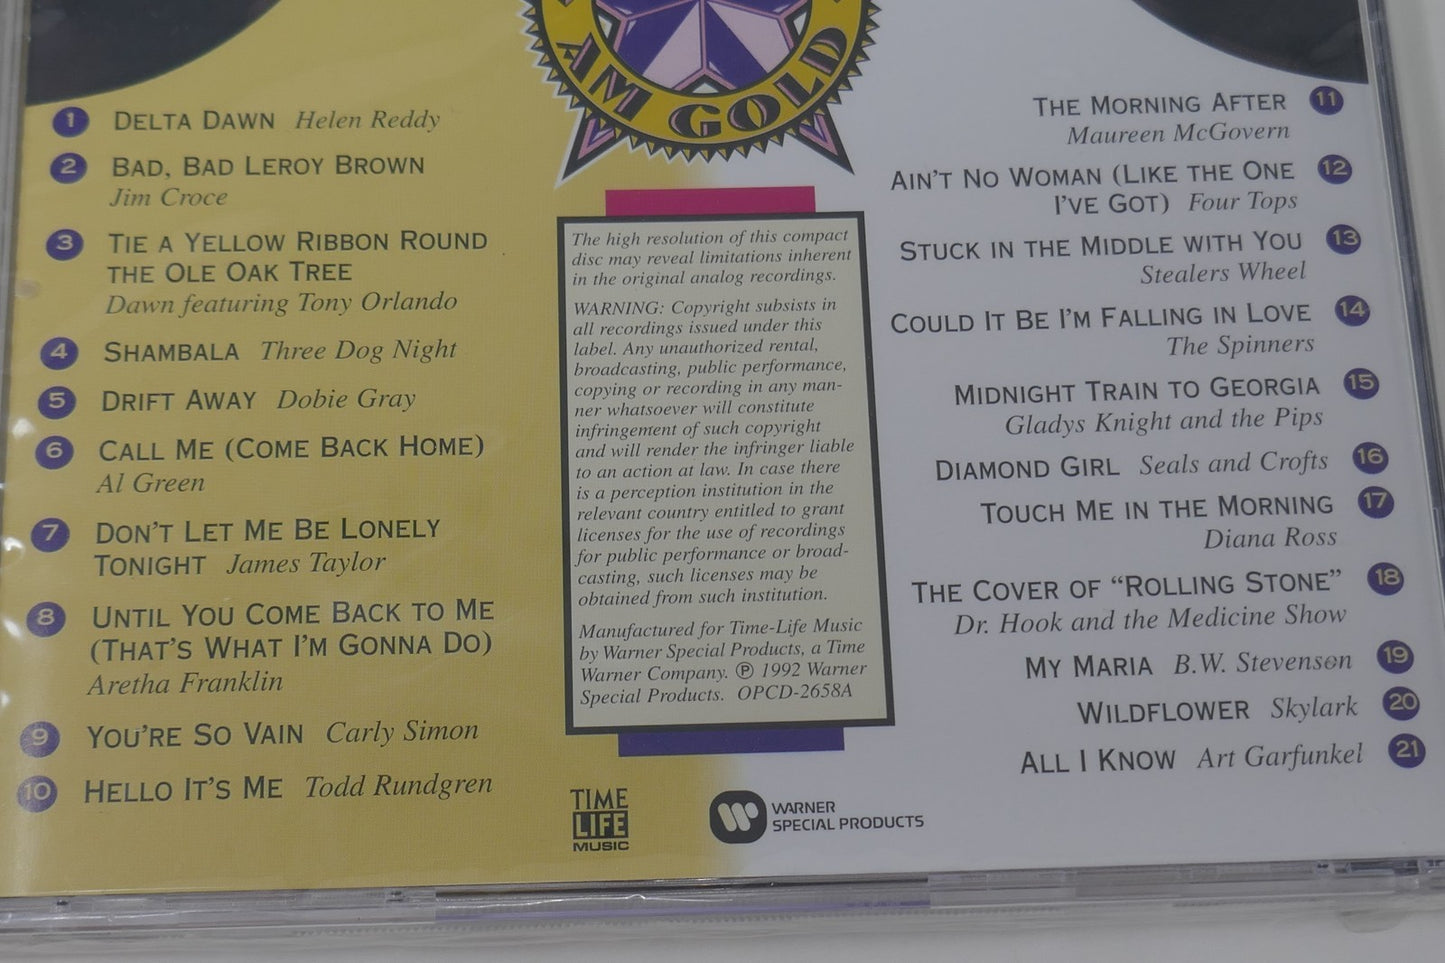 AM GOLD
1 DELTA DAWN Helen Reddy
2 BAD, BAD LEROY BROWN
Jim Croce
3 TIE A YELLOW RIBBON ROUND
THE OLE OAK TREE
Dawn featuring Tony Orlando
4 SHAMBALA Three Dog Night
5 DRIFT AWAY Dobie Gray
6 CALL ME (COME BACK HOME)
Al Green
7 DON'T LET ME BE LONELY
TONIGHT James Taylor
8 UNTIL YOU COME BACK TO ME
(THAT'S WHAT I'M GONNA DO)
Aretha Franklin
9 YOU'RE SO VAIN Carly Simon
10 HELLO IT'S ME Todd Rundgren
The high resolution of this compact
disc may reveal limitations inherent
in the original analog recordings.
WARNING: Copyright subsists in
all recordings issued under this
label. Any unauthorized rental,
broadcasting, public performance,
copying or recording in any man-
ner whatsoever will constitute
infringement of such copyright
and will render the infringer liable
to an action at law. In case there
is a perception institution in the
relevant country entitled to grant
licenses for the use of recordings
for public performance or broad-
casting, such licenses may be
obtained from such institution.
Manufactured for Time-Life Music
by Warner Special Products, a Time
Warner Company. ℗ 1992 Warner
Special Products. OPCD-2658A
TIME
LIFE
MUSIC
WARNER
SPECIAL PRODUCTS
THE MORNING AFTER 11
Maureen McGovern
AIN'T NO WOMAN (LIKE THE ONE 12
I'VE GOT) Four Tops
STUCK IN THE MIDDLE WITH YOU 13
Stealers Wheel
COULD IT BE I'M FALLING IN LOVE 14
The Spinners
MIDNIGHT TRAIN TO GEORGIA 15
Gladys Knight and the Pips
DIAMOND GIRL Seals and Crofts 16
TOUCH ME IN THE MORNING 17
Diana Ross
THE COVER OF “ROLLING STONE” 18
Dr. Hook and the Medicine Show
MY MARIA B.W. Stevenson 19
WILDFLOWER Skylark 20
ALL I KNOW Art Garfunkel 21